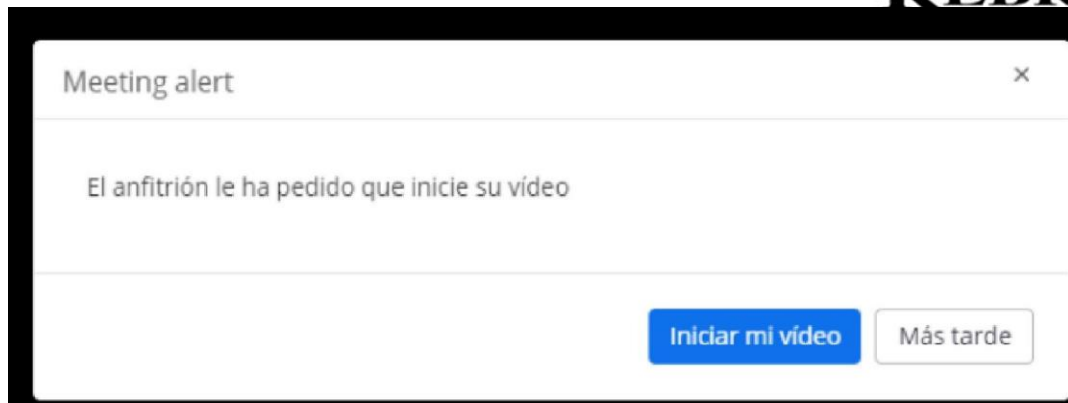 Meeting alert
×
El anfitrión le ha pedido que inicie su vídeo
Iniciar mi vídeo Más tarde